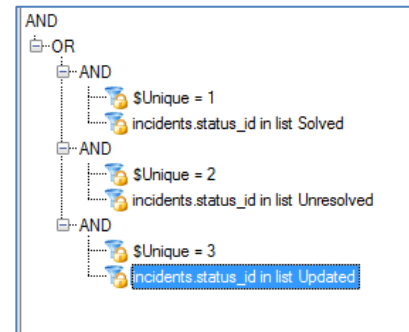 AND
OR
AND
$Unique = 1
incidents.status_id in list Solved
AND
$Unique = 2
incidents.status_id in list Unresolved
AND
$Unique = 3
incidents.status_id in list Updated